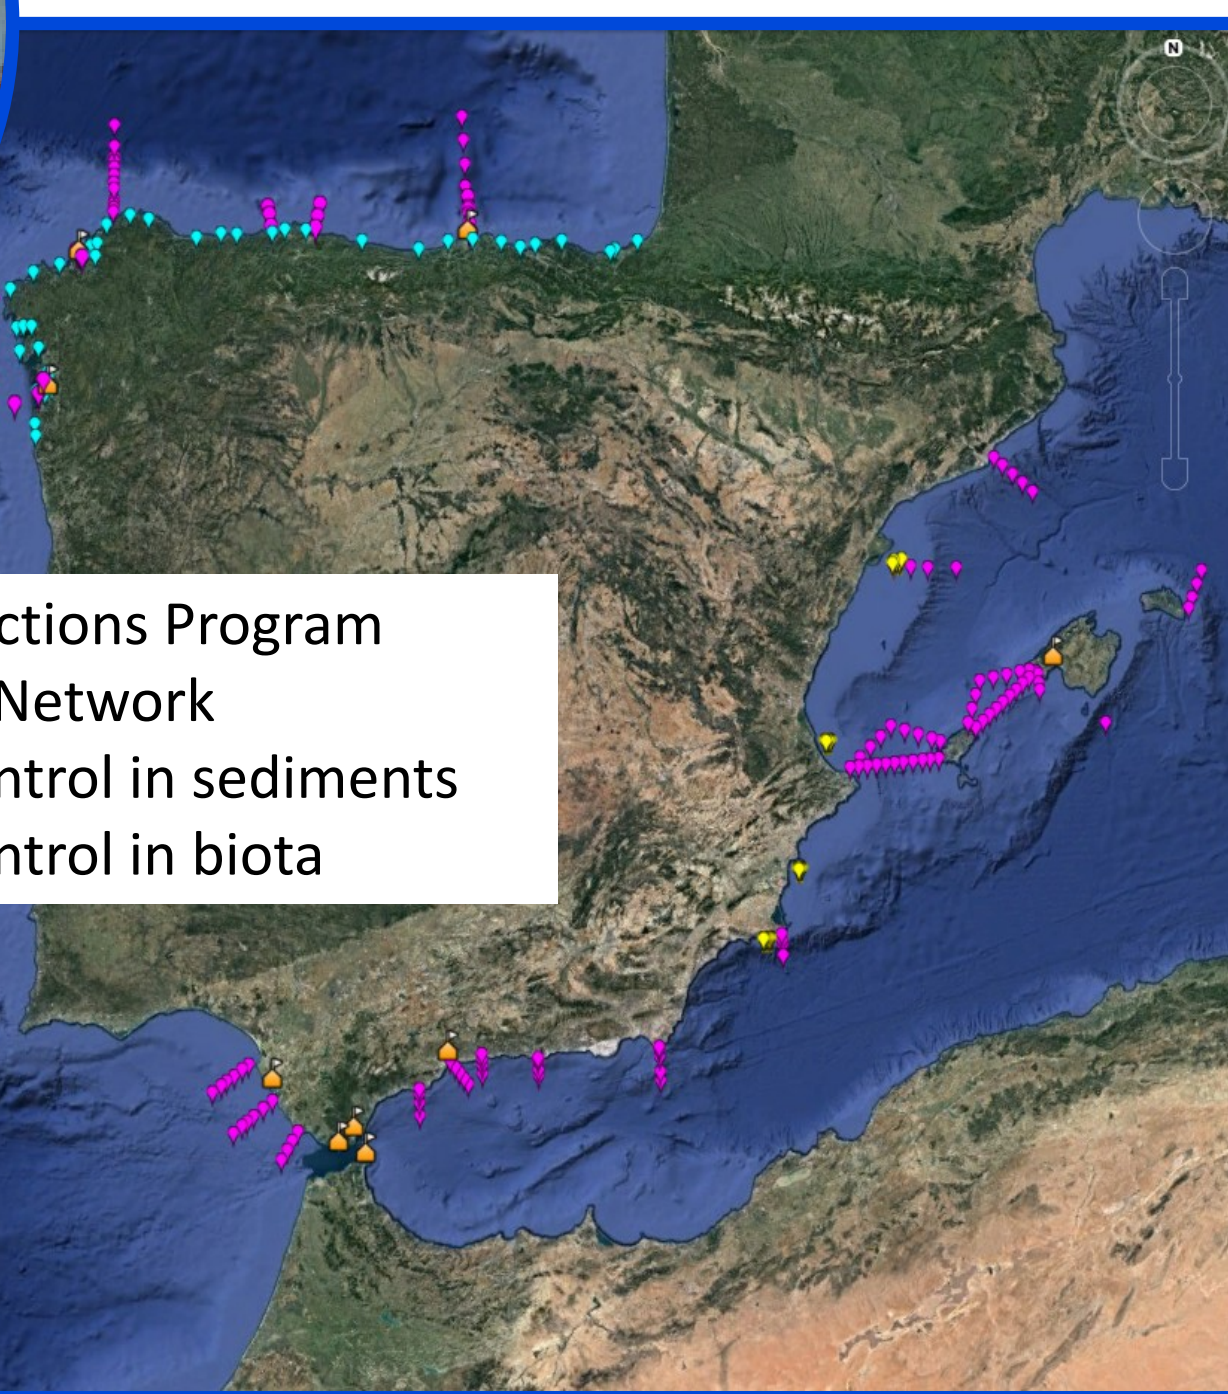 N
ctions Program
Network
ntrol in sediments
ntrol in biota